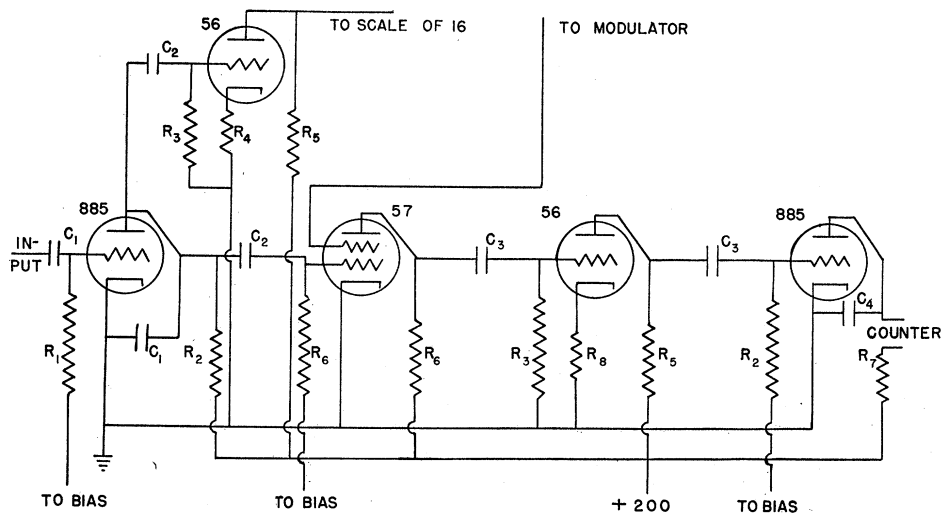 56
TO SCALE OF 16
TO MODULATOR
C2
R3
R4
R5
885
57
56
885
IN-
PUT
C1
C2
C3
C3
C4
COUNTER
R1
C1
R2
R6
R6
R3
R8
R5
R2
R7
TO BIAS
TO BIAS
+ 200
TO BIAS